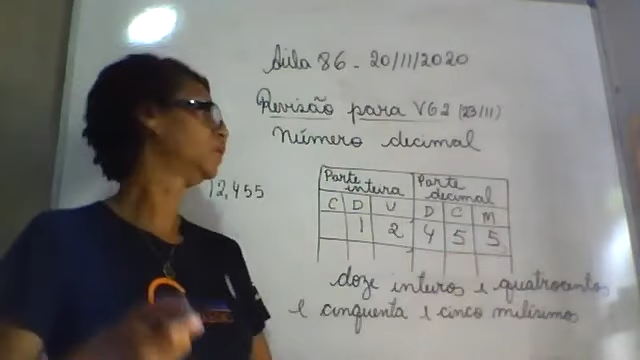 Aula 86 - 20/11/2020
Revisão para VG2 (23/11)
Número decimal
12,455
Parte inteira Parte decimal
C D U D C M
1 2 4 5 5
doze inteiros e quatrocentos
e cinquenta e cinco milésimos